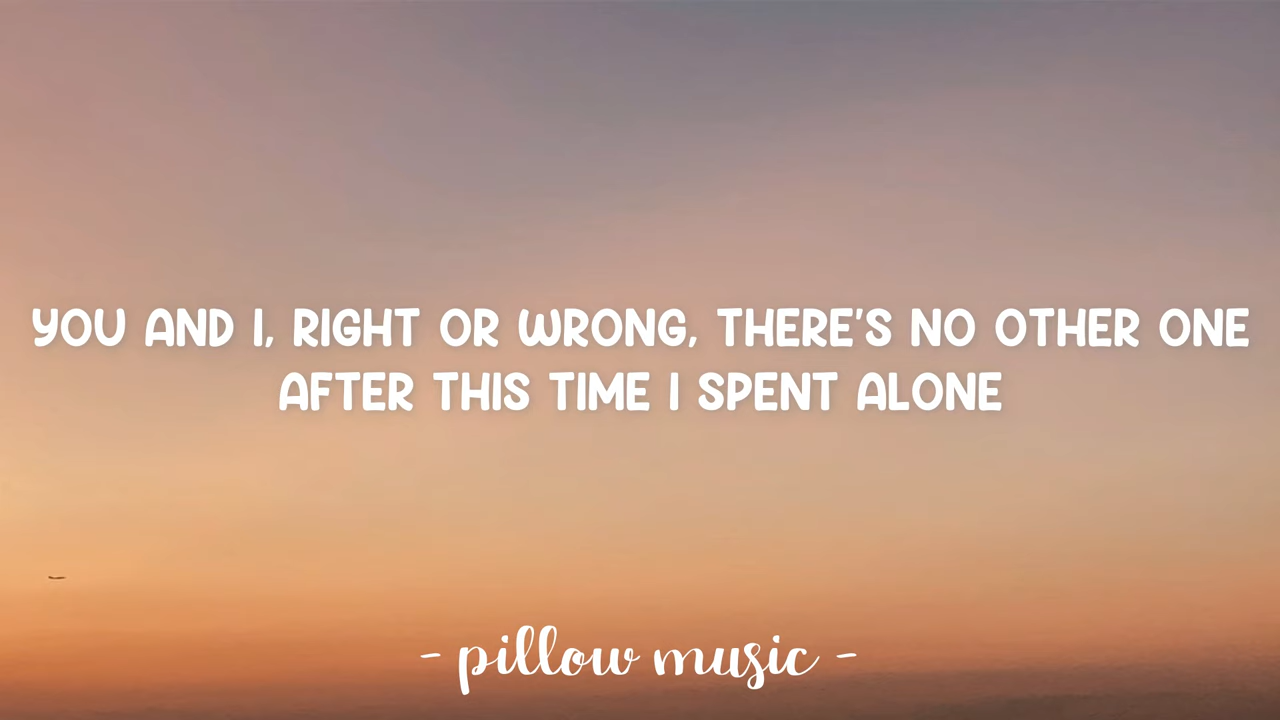 YOU AND I, RIGHT OR WRONG, THERE'S NO OTHER ONE
AFTER THIS TIME I SPENT ALONE
- pillow music -